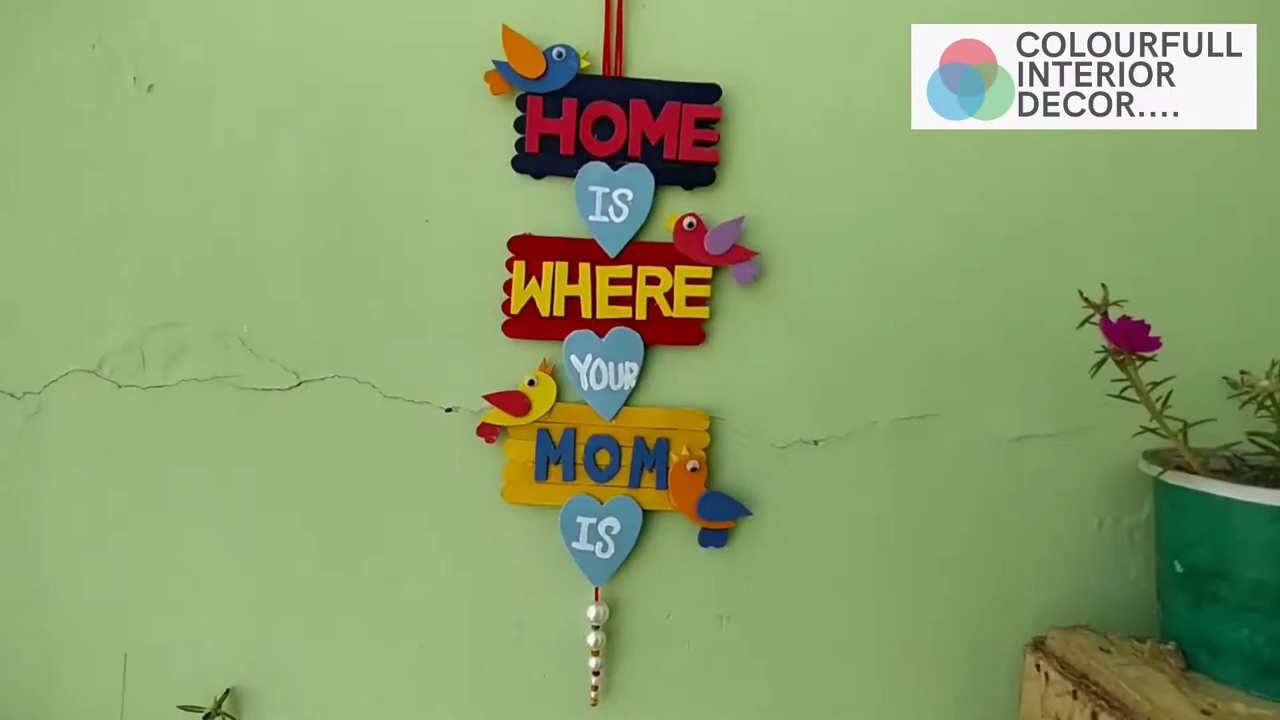 HOME
IS
WHERE
YOUR
MOM
IS
COLOURFULL
INTERIOR
DECOR....